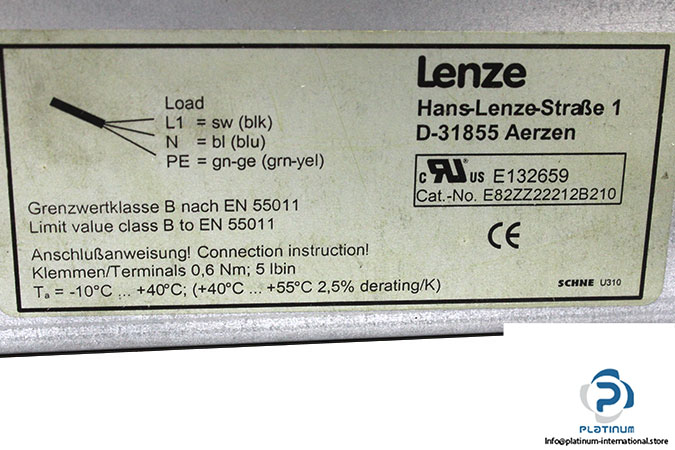 Load
L1 = sw (blk)
N = bl (blu)
PE = gn-ge (grn-yel)
Grenzwertklasse B nach EN 55011
Limit value class B to EN 55011
Anschlußanweisung! Connection instruction!
Klemmen/Terminals 0,6 Nm; 5 lbin
Ta = -10°C ... +40°C; (+40°C ... +55°C 2,5% derating/K)
Lenze
Hans-Lenze-Straße 1
D-31855 Aerzen
c RU US E132659
Cat.-No. E82ZZ22212B210
CE
SCHNE U310
PLATINUM
Info@platinum-international.store